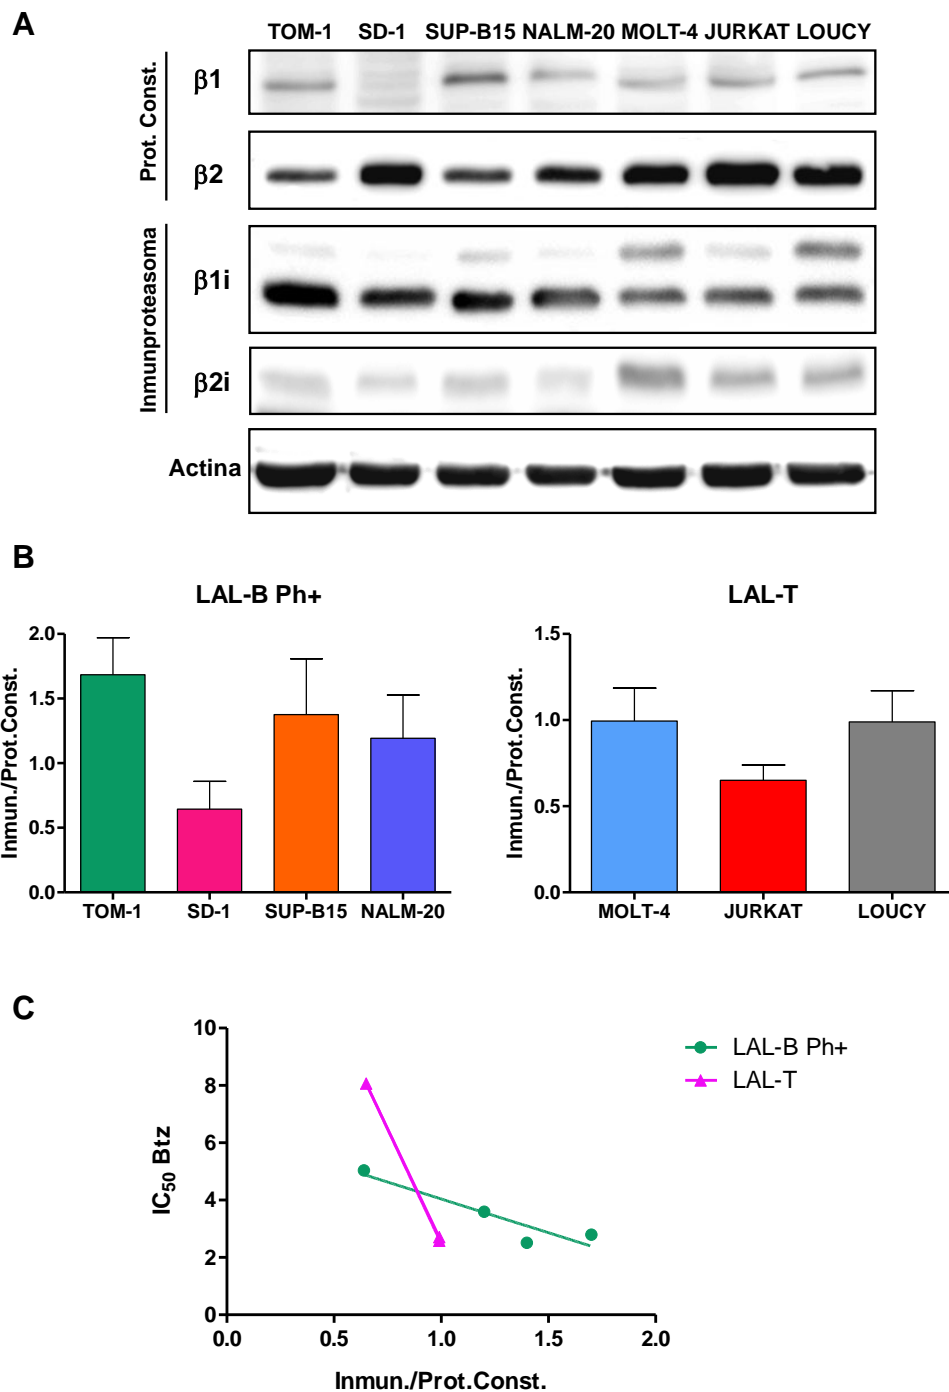 A
TOM-1 SD-1 SUP-B15 NALM-20 MOLT-4 JURKAT LOUCY
Prot. Const.
β1
β2
Inmunproteasoma
β1i
β2i
Actina
B
LAL-B Ph+
Inmun./Prot.Const.
2.0
1.5
1.0
0.5
0.0
TOM-1 SD-1 SUP-B15 NALM-20
LAL-T
Inmun./Prot.Const.
1.5
1.0
0.5
0.0
MOLT-4 JURKAT LOUCY
C
IC50 Btz
10
8
6
4
2
0
0.0 0.5 1.0 1.5 2.0
Inmun./Prot.Const.
LAL-B Ph+
LAL-T